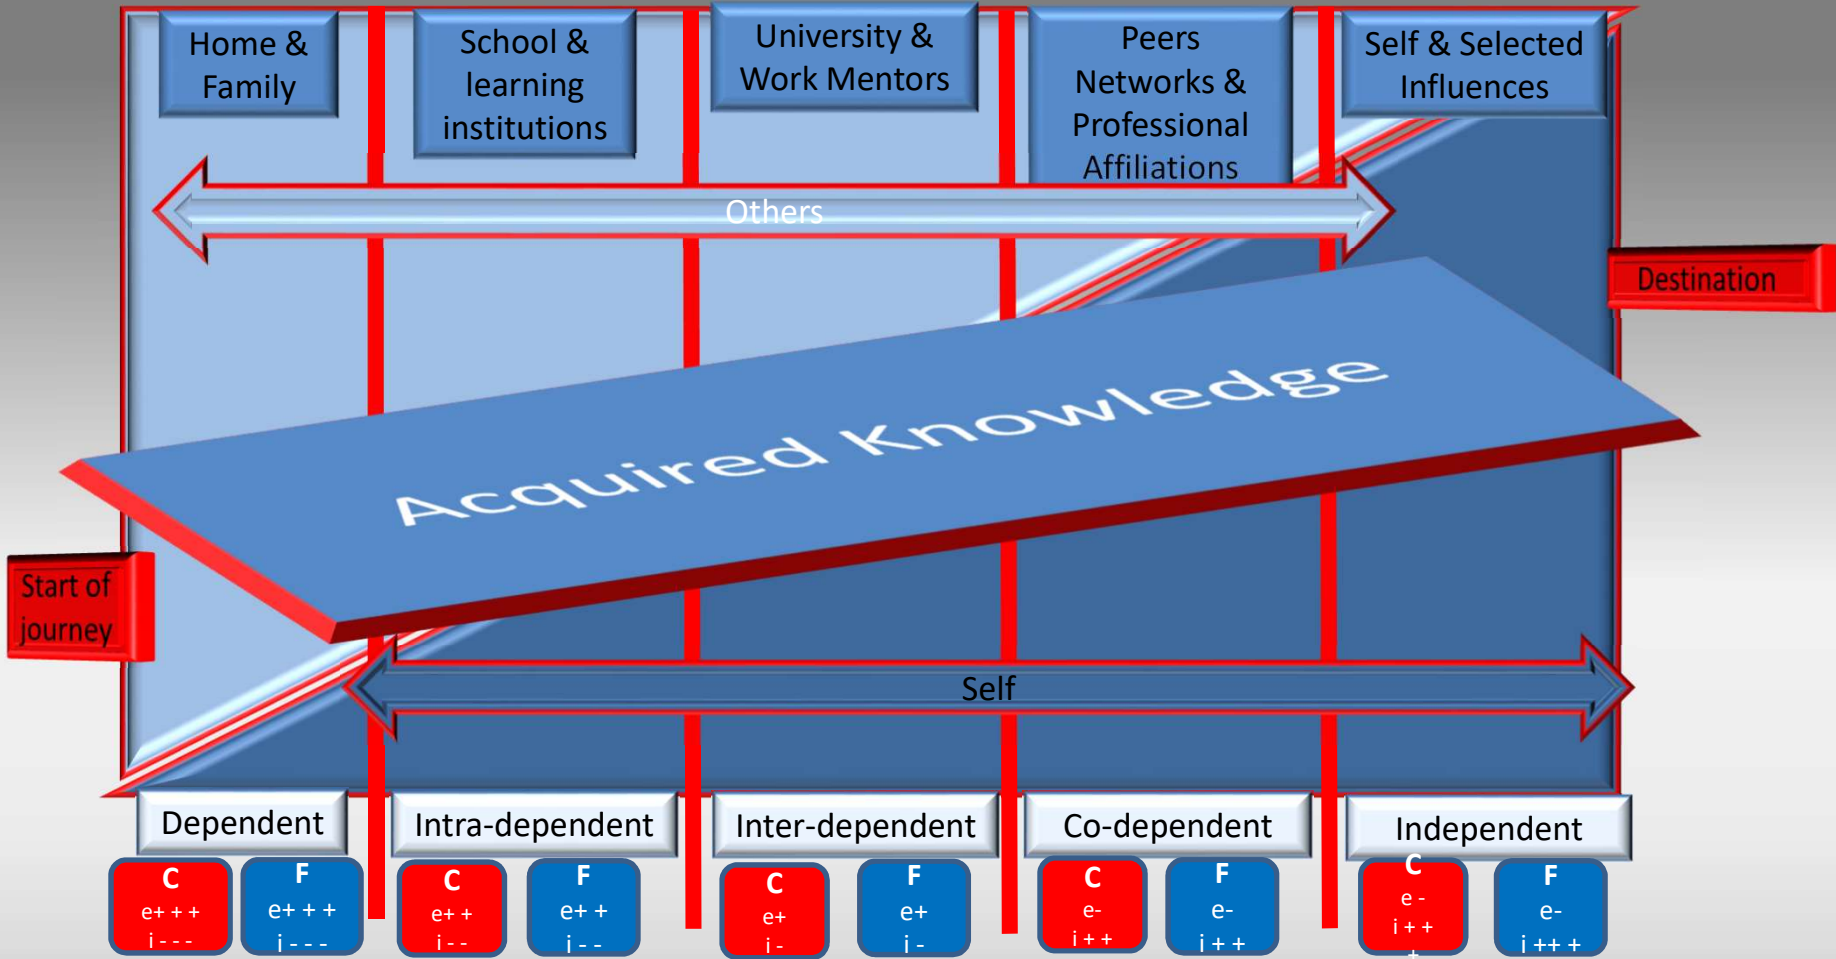 Home &
Family
School &
learning
institutions
University &
Work Mentors
Peers
Networks &
Professional
Affiliations
Self & Selected
Influences
Others
Destination
Acquired Knowledge
Start of
journey
Self
Dependent
Intra-dependent
Inter-dependent
Co-dependent
Independent
C
e+ + +
i - - -
F
e+ + +
i - - -
C
e+ +
i - -
F
e+ +
i - -
C
e+
i -
F
e+
i -
C
e-
i + +
F
e-
i + +
C
e -
i + +
+
F
e-
i ++ +